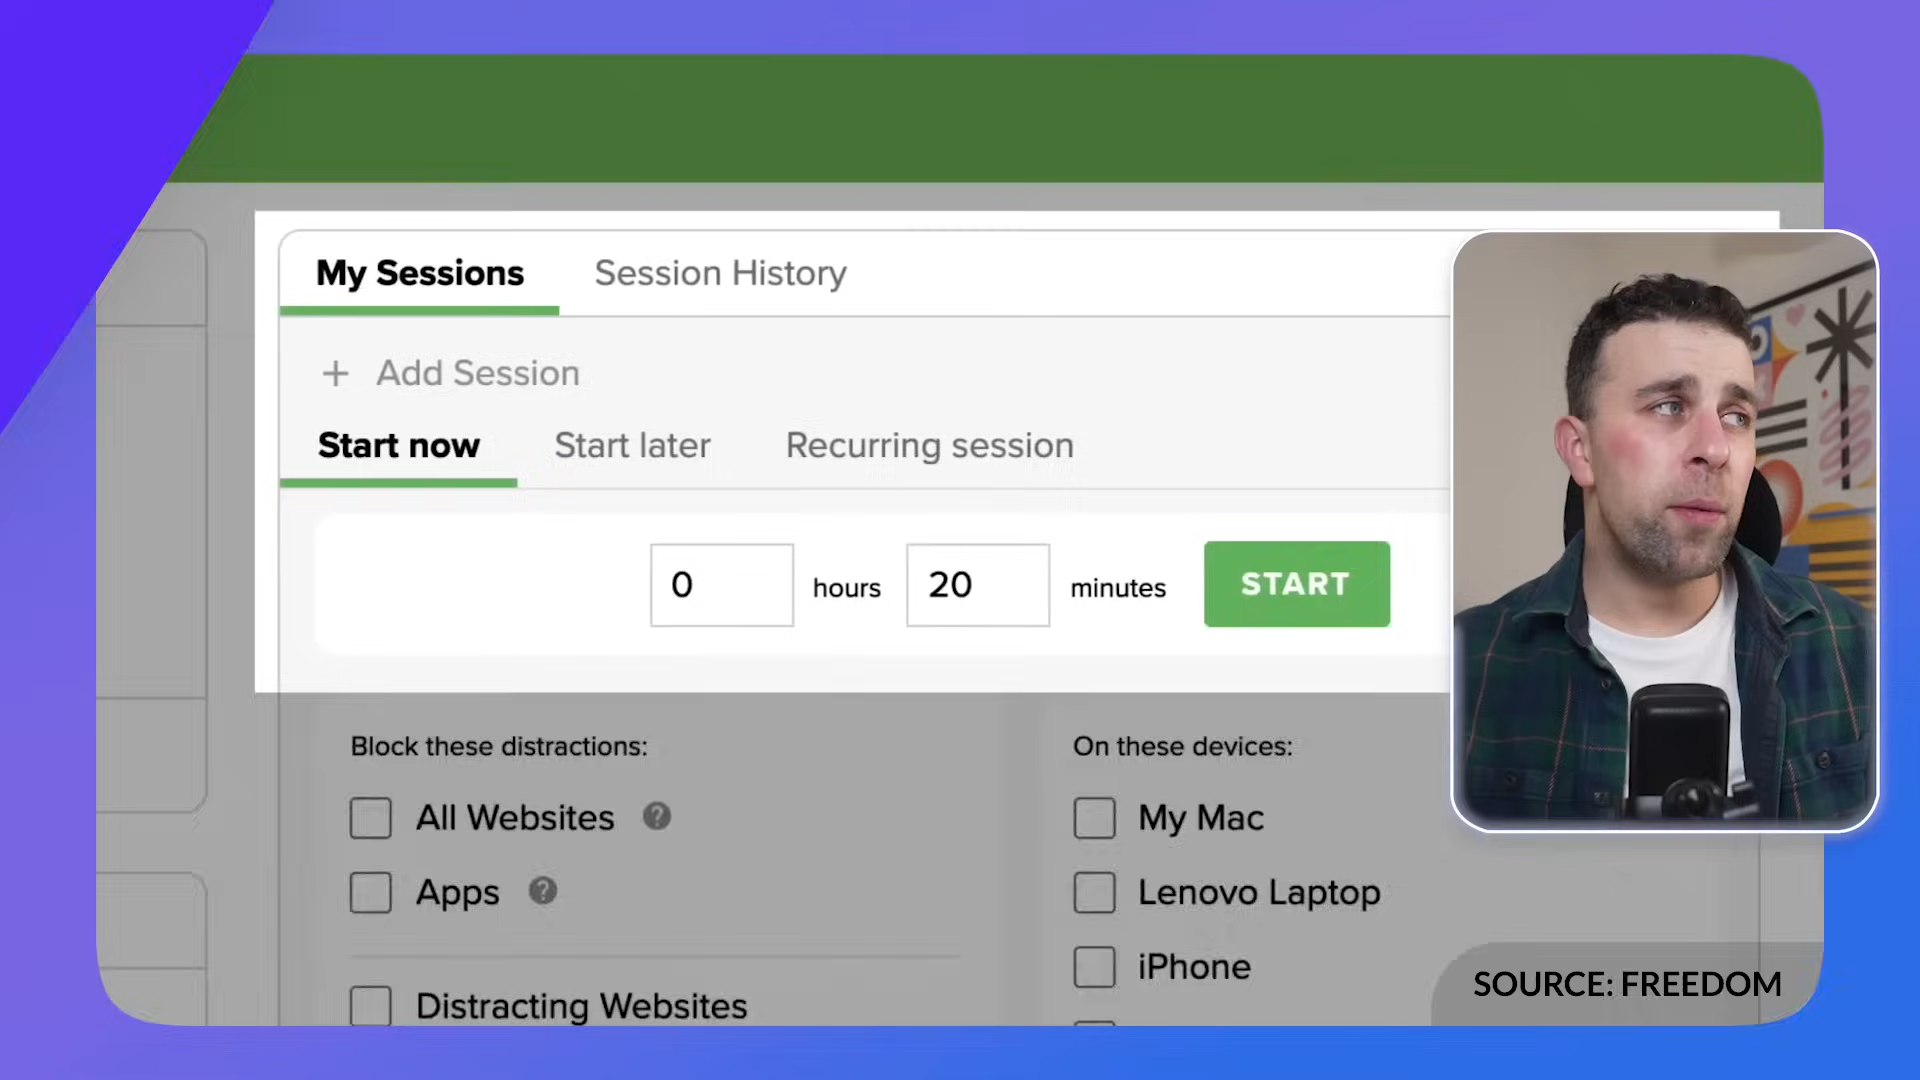 My Sessions Session History
+ Add Session
Start now Start later Recurring session
0 hours 20 minutes START
Block these distractions: On these devices:
All Websites ? My Mac
Apps ? Lenovo Laptop
iPhone
Distracting Websites
SOURCE: FREEDOM